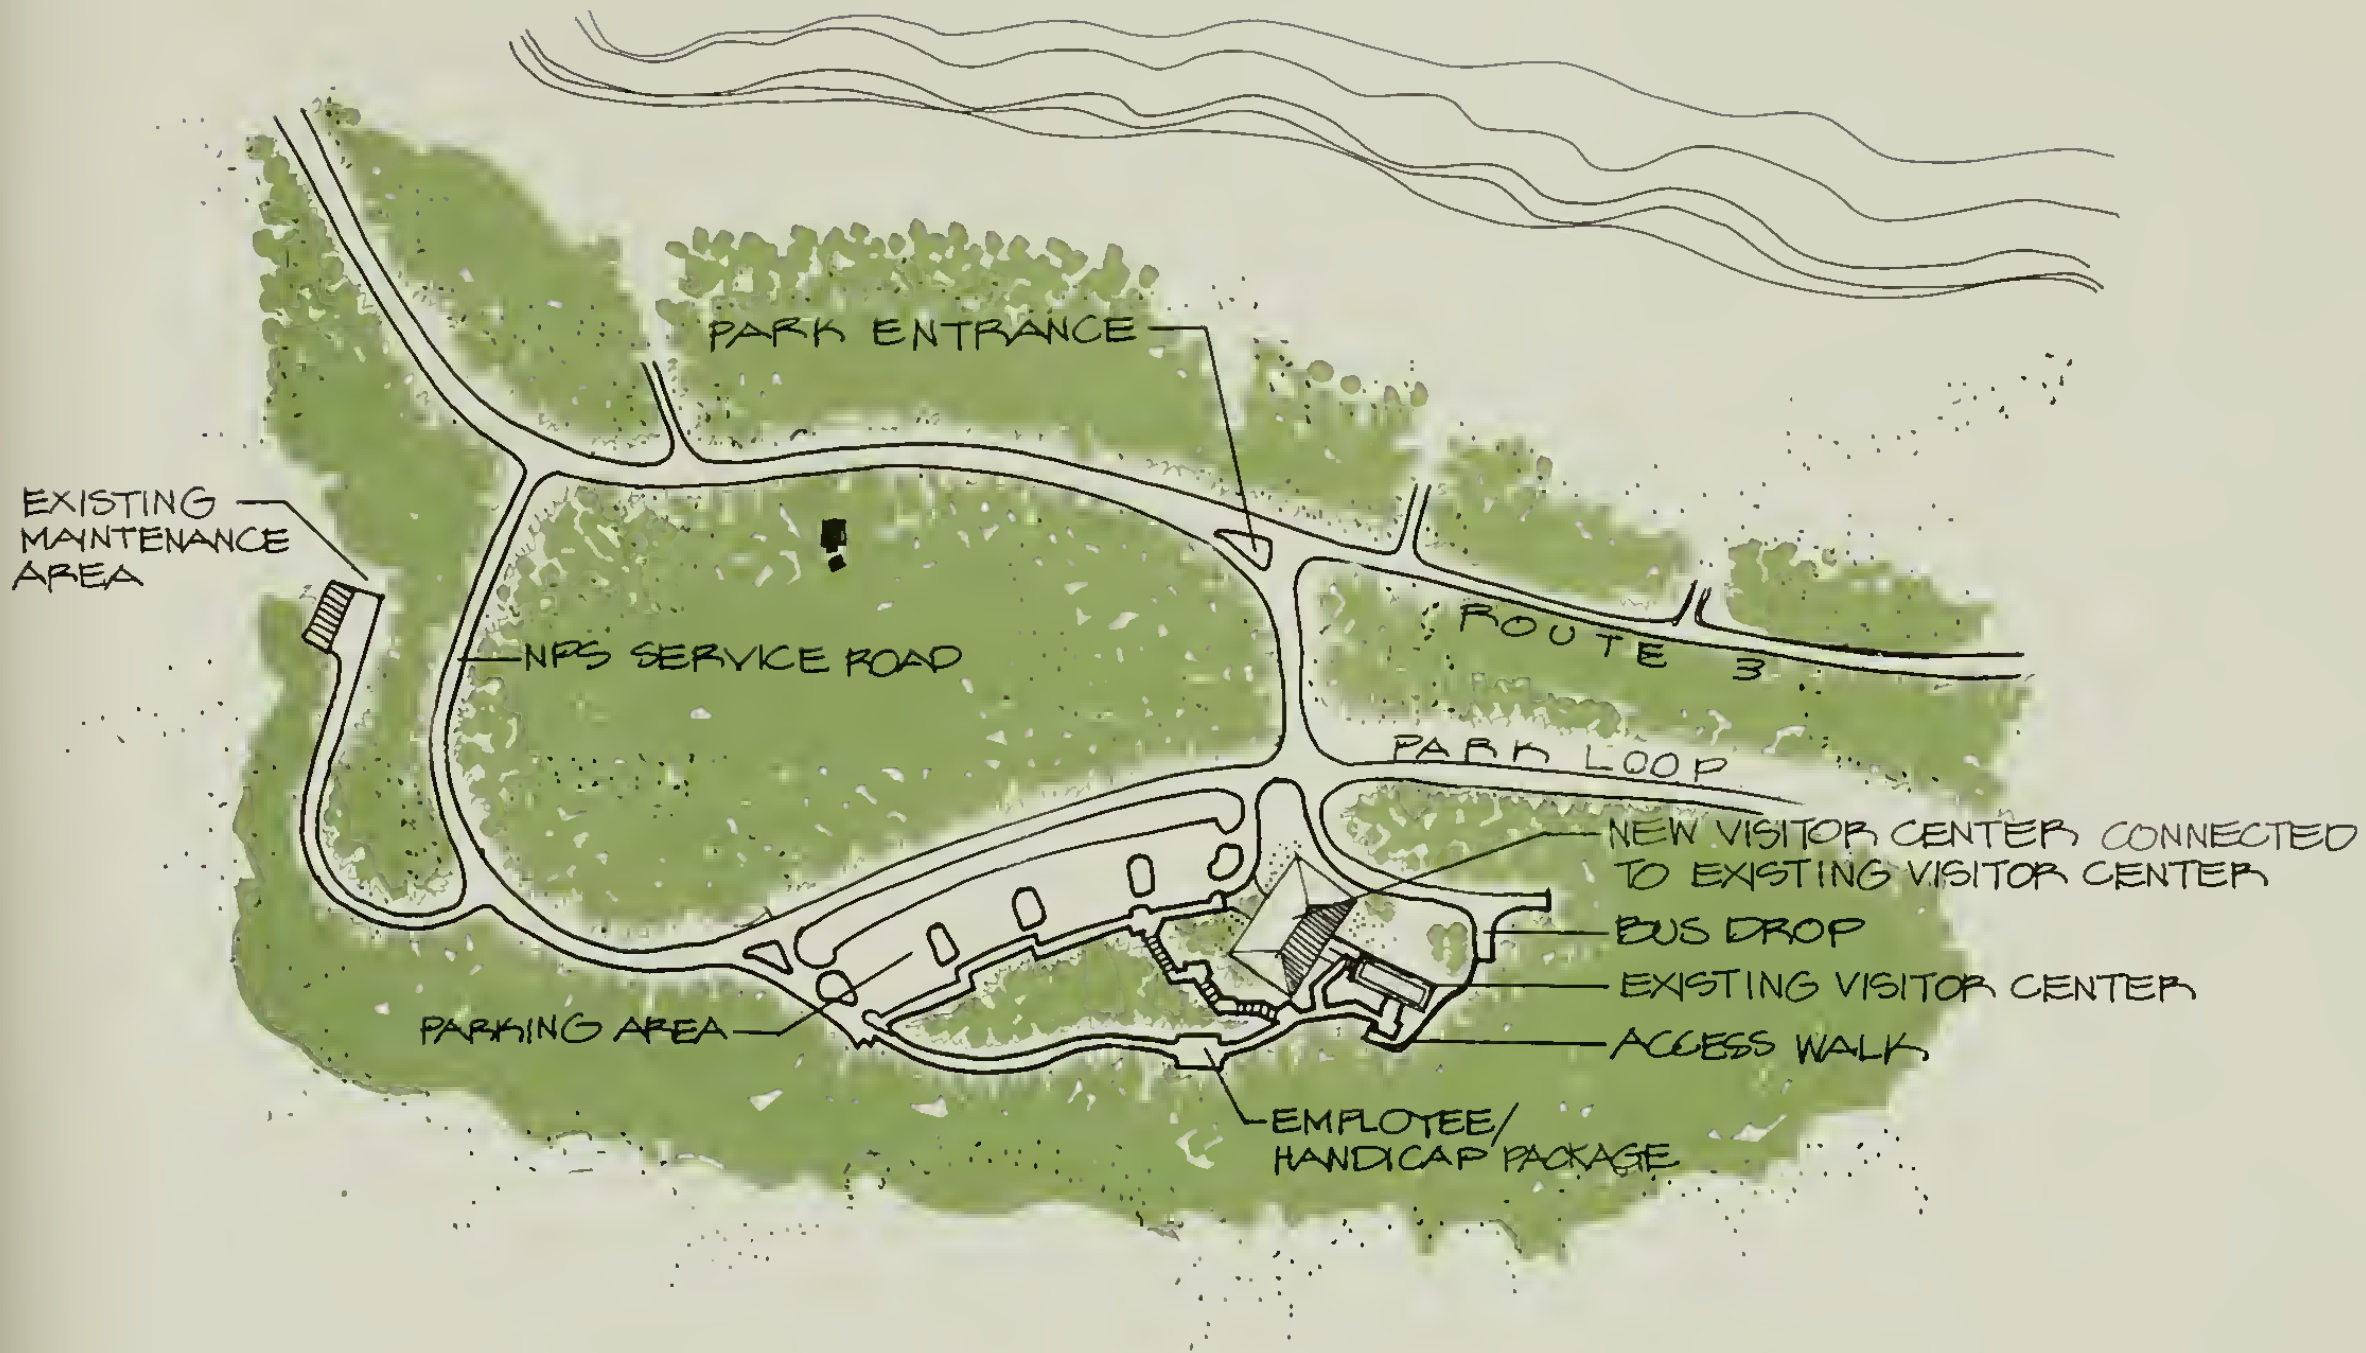 PARK ENTRANCE
EXISTING
MAINTENANCE
AREA
NPS SERVICE ROAD
ROUTE 3
PARK LOOP
NEW VISITOR CENTER CONNECTED
TO EXISTING VISITOR CENTER
BUS DROP
EXISTING VISITOR CENTER
ACCESS WALK
PARKING AREA
EMPLOYEE/
HANDICAP PACKAGE